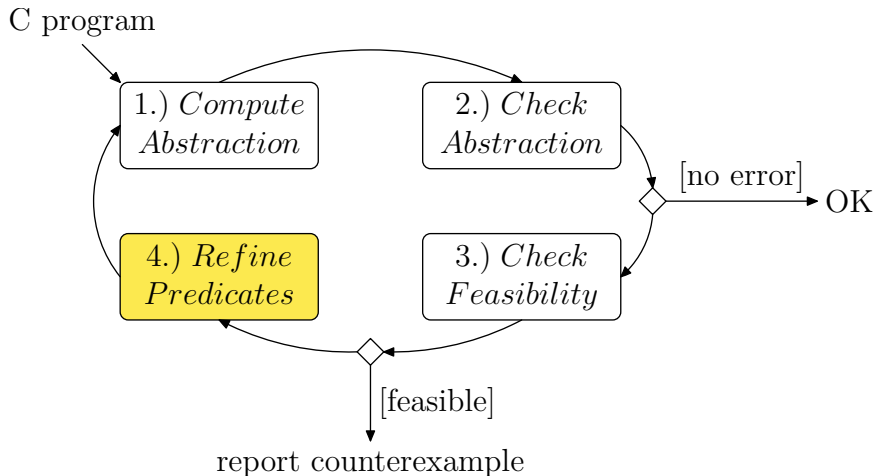 C program
1.) Compute
Abstraction
2.) Check
Abstraction
[no error]
OK
4.) Refine
Predicates
3.) Check
Feasibility
[feasible]
report counterexample